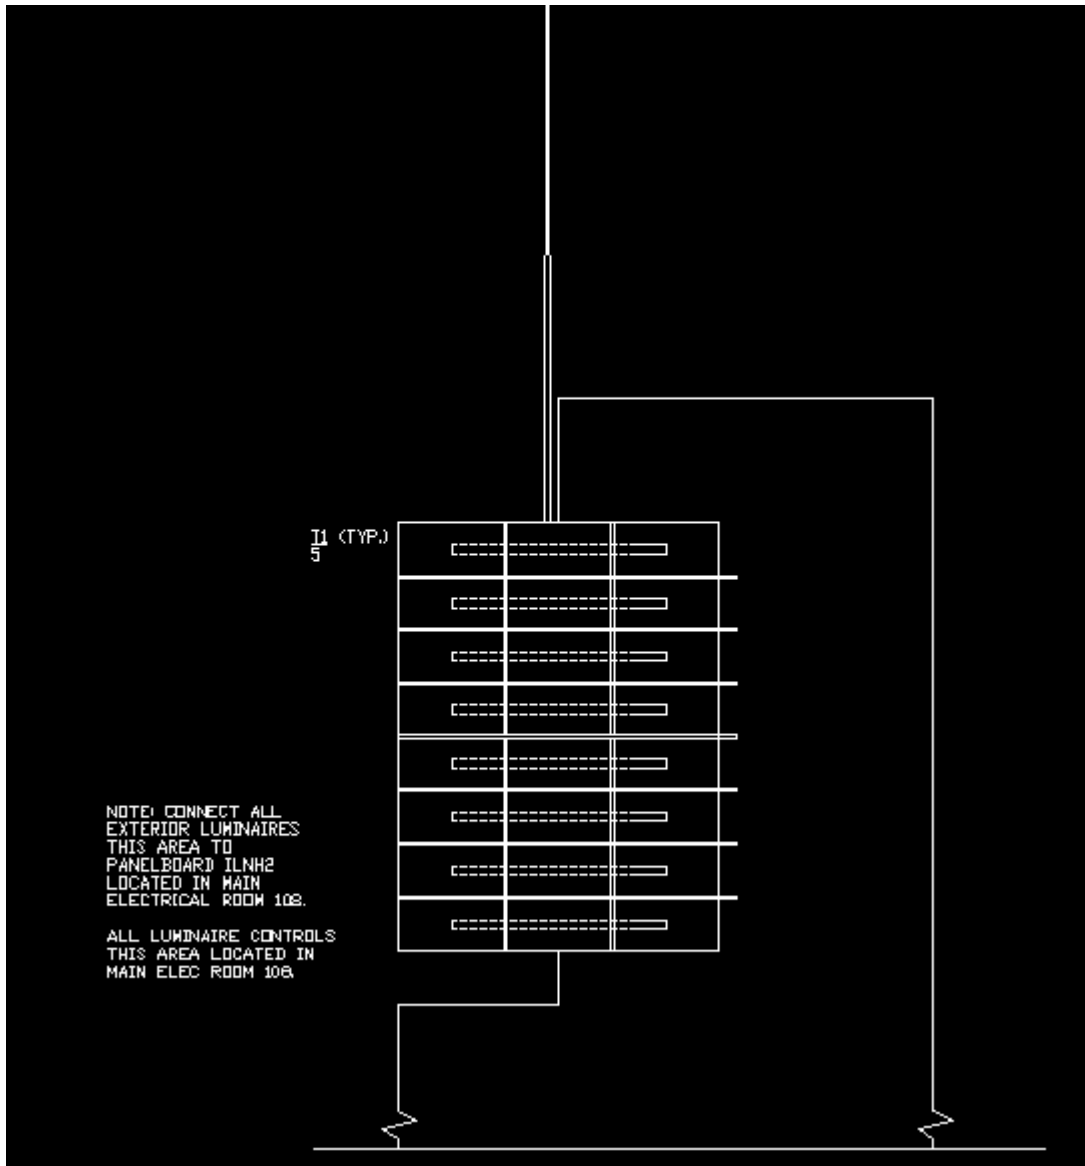 T1 (TYP.)
5
NOTE: CONNECT ALL
EXTERIOR LUMINAIRES
THIS AREA TO
PANELBOARD ILNH2
LOCATED IN MAIN
ELECTRICAL ROOM 108.
ALL LUMINAIRE CONTROLS
THIS AREA LOCATED IN
MAIN ELEC ROOM 108.